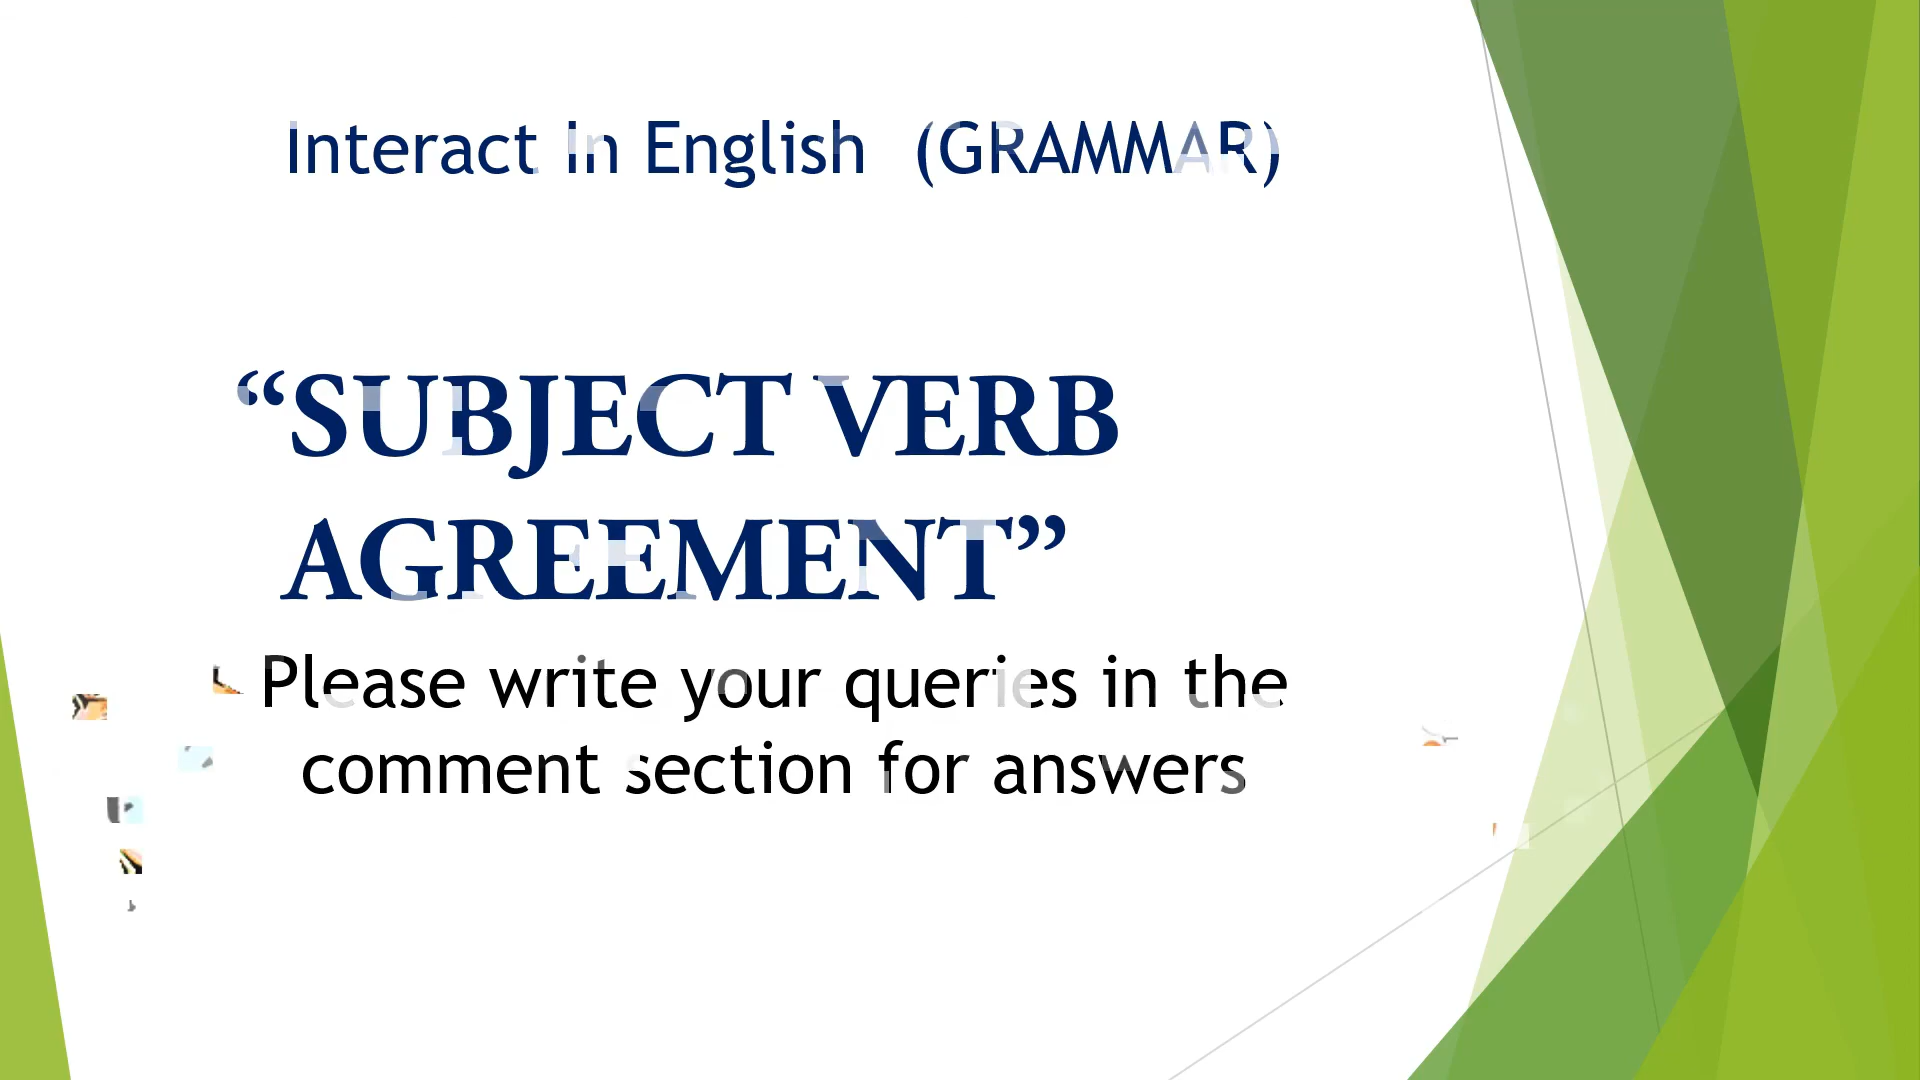 Interact in English (GRAMMAR)
“SUBJECT VERB
AGREEMENT”
Please write your queries in the
comment section for answers